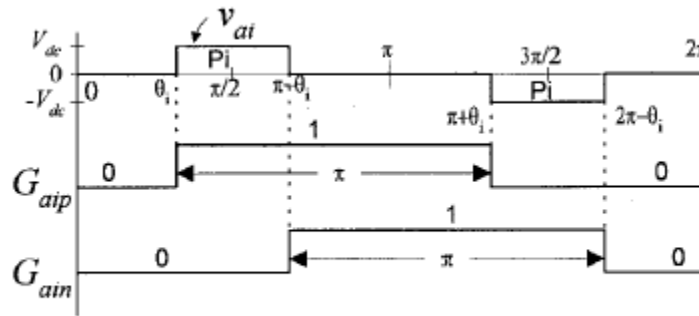 v_ai
V_dc
Pi
π
3π/2
2π
0
0
θ_i
π/2
π-θ_i
Pi
-V_dc
π+θ_i
2π-θ_i
1
0
π
0
G_aip
1
0
π
0
G_ain